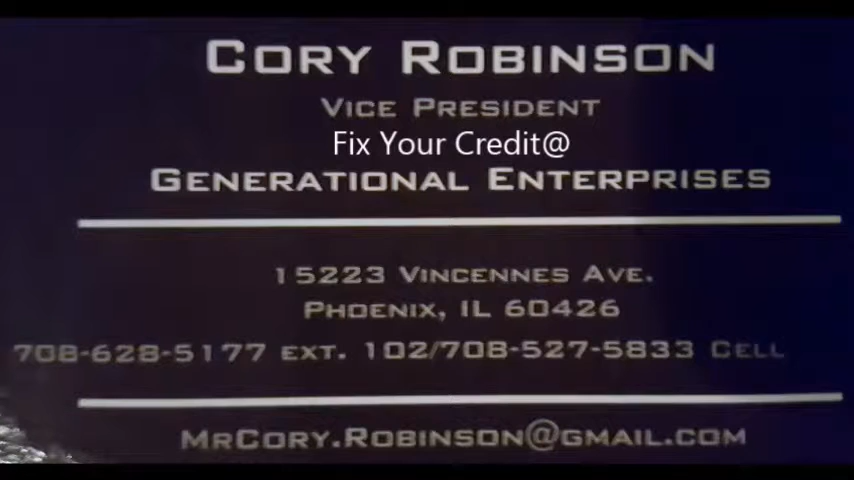 CORY ROBINSON
VICE PRESIDENT
Fix Your Credit@
GENERATIONAL ENTERPRISES
15223 VINCENNES AVE.
PHOENIX, IL 60426
708-628-5177 EXT. 102/708-527-5833 CELL
MRCORY.ROBINSON@GMAIL.COM